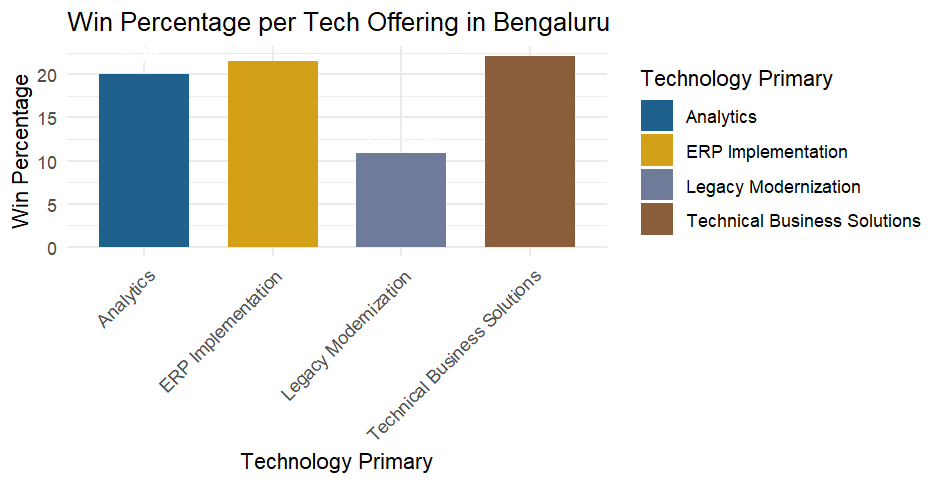 Win Percentage per Tech Offering in Bengaluru
Win Percentage
20
15
10
5
0
Analytics
ERP Implementation
Legacy Modernization
Technical Business Solutions
Technology Primary
Technology Primary
Analytics
ERP Implementation
Legacy Modernization
Technical Business Solutions